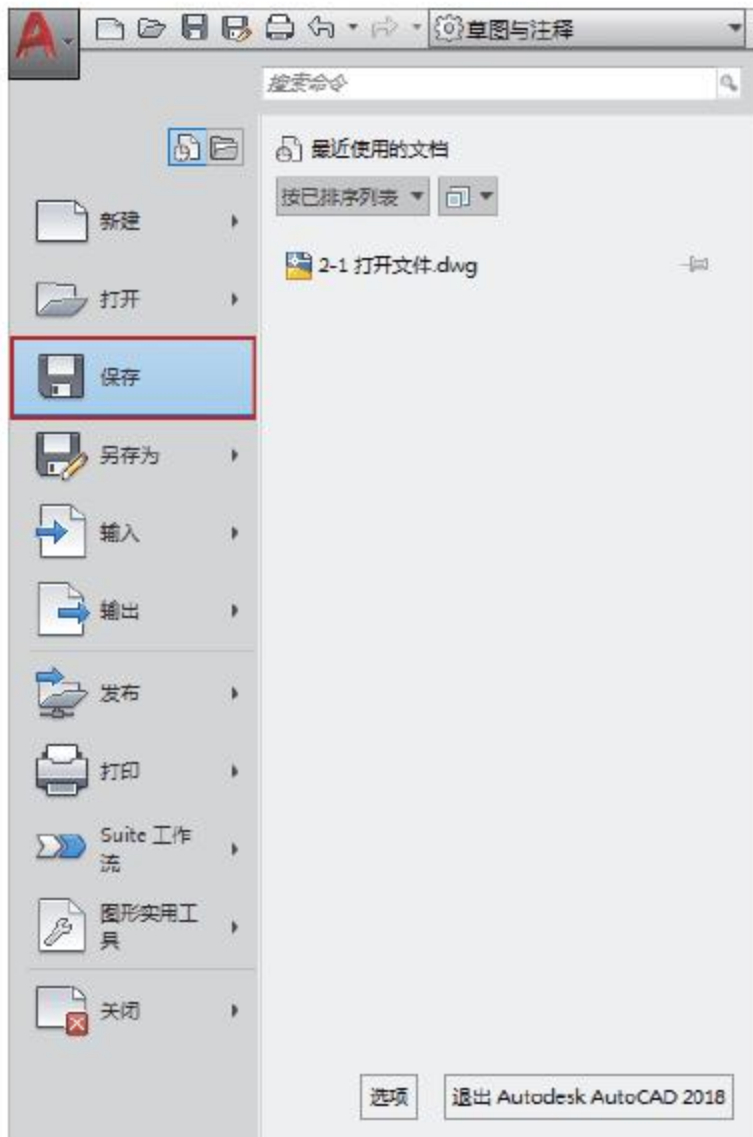 草图与注释
搜索命令
最近使用的文档
按已排序列表
2-1 打开文件.dwg
新建
打开
保存
另存为
输入
输出
发布
打印
Suite 工作
流
图形实用工
具
关闭
选项
退出 Autodesk AutoCAD 2018